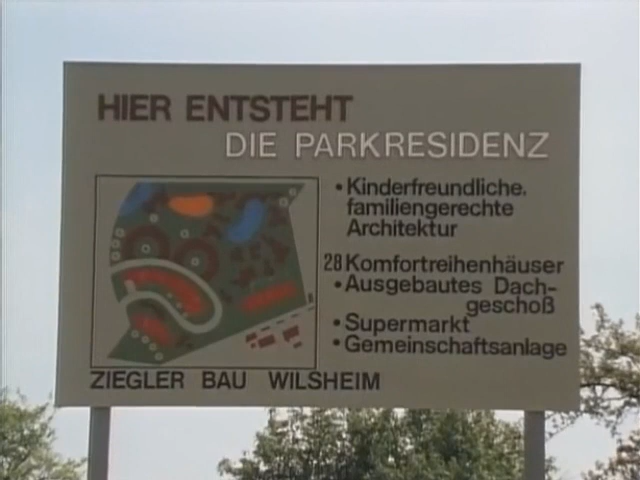 HIER ENTSTEHT
DIE PARKRESIDENZ
• Kinderfreundliche,
familiengerechte
Architektur
28 Komfortreihenhäuser
• Ausgebautes Dach-
geschoß
• Supermarkt
• Gemeinschaftsanlage
ZIEGLER BAU WILSHEIM